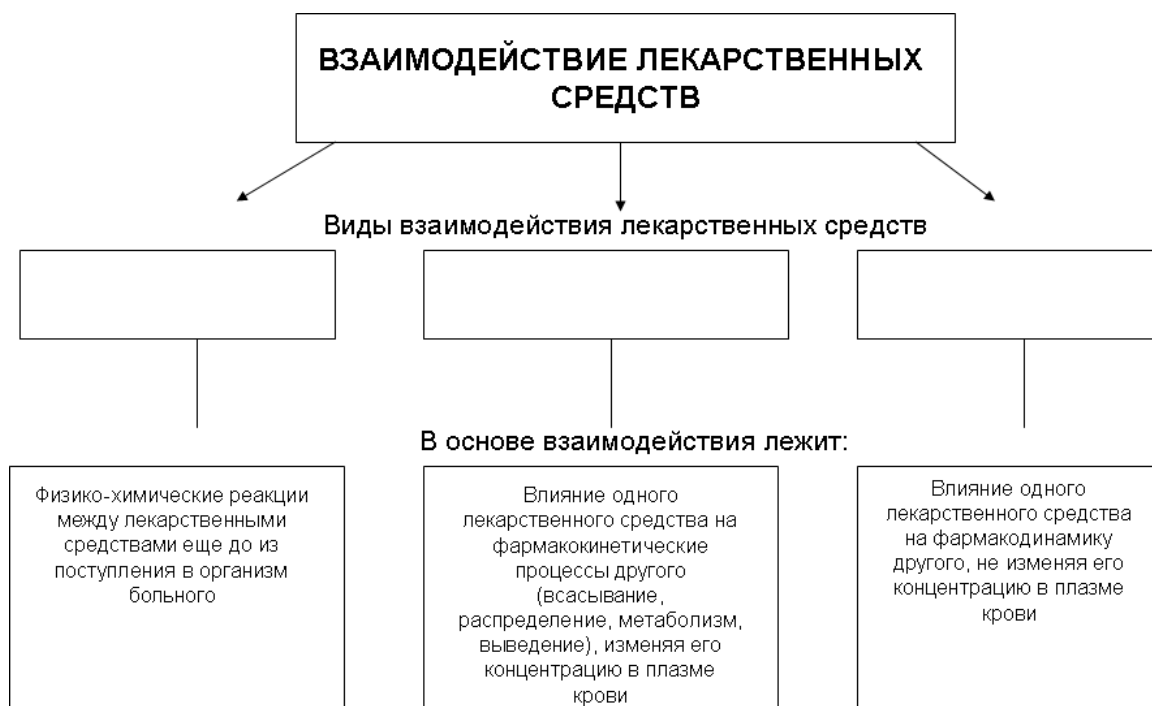 ВЗАИМОДЕЙСТВИЕ ЛЕКАРСТВЕННЫХ
СРЕДСТВ
Виды взаимодействия лекарственных средств
В основе взаимодействия лежит:
Физико-химические реакции
между лекарственными
средствами еще до из
поступления в организм
больного
Влияние одного
лекарственного средства на
фармакокинетические
процессы другого
(всасывание,
распределение, метаболизм,
выведение), изменяя его
концентрацию в плазме
крови
Влияние одного
лекарственного средства
на фармакодинамику
другого, не изменяя его
концентрацию в плазме
крови